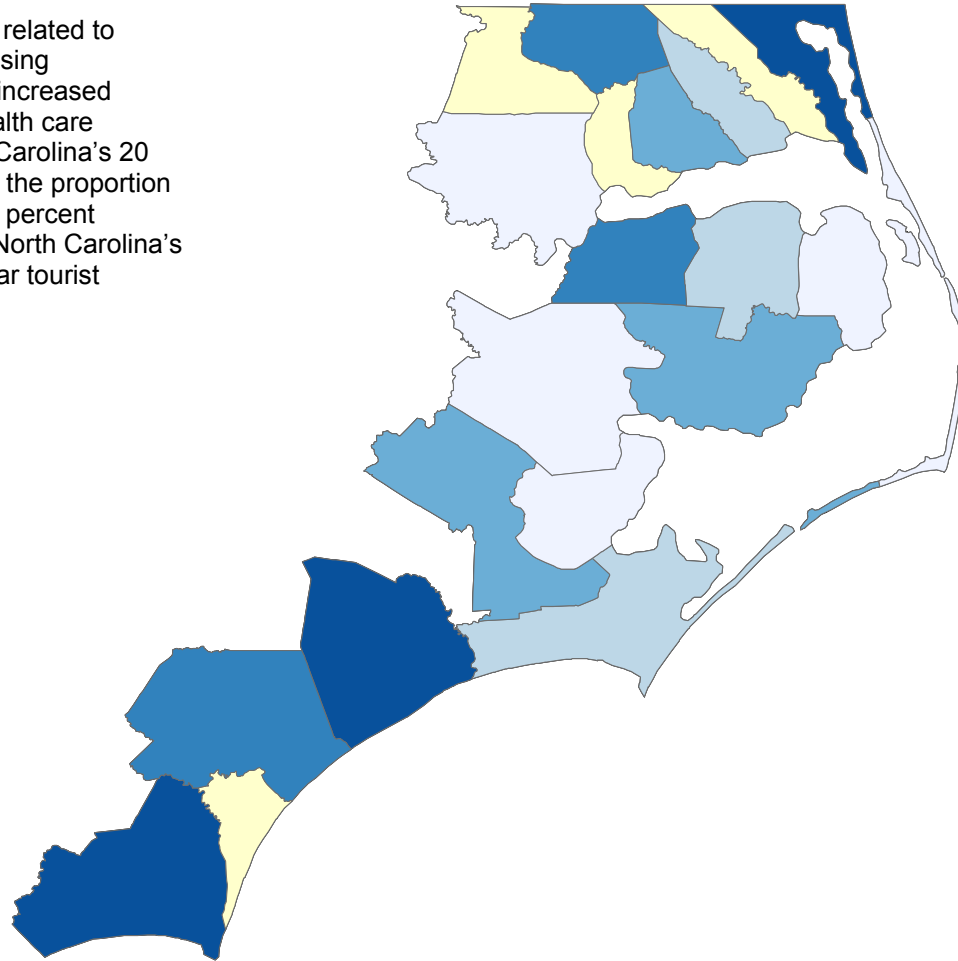 related to
sing
increased
alth care
Carolina's 20
the proportion
percent
North Carolina's
ar tourist